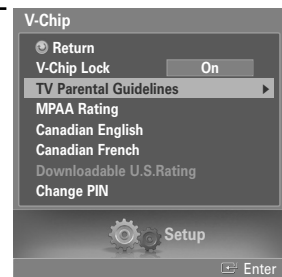 V-Chip
Return
V-Chip Lock On
TV Parental Guidelines
MPAA Rating
Canadian English
Canadian French
Downloadable U.S.Rating
Change PIN
Setup
Enter